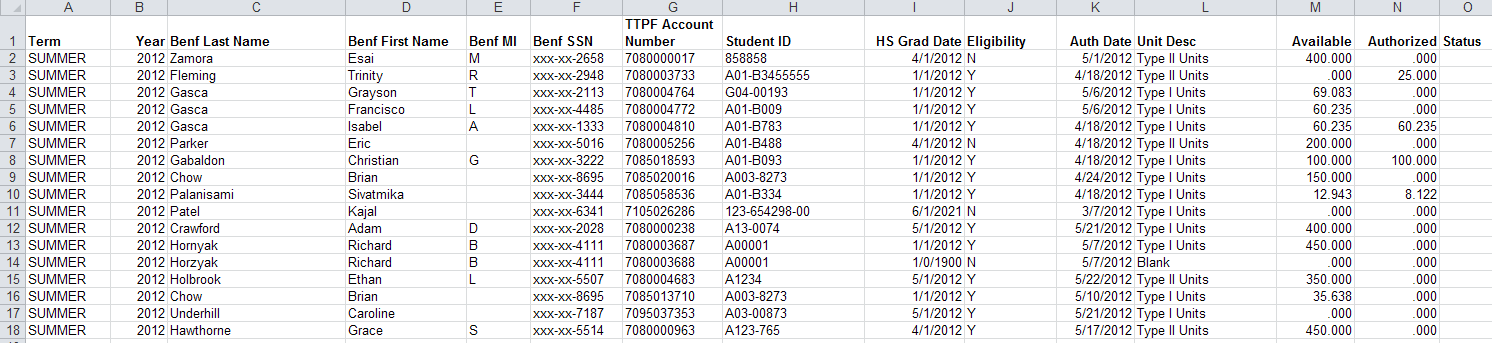 A B C D E F G H I J K L M N O
TTPF Account
1 Term Year Benf Last Name Benf First Name Benf MI Benf SSN Number Student ID HS Grad Date Eligibility Auth Date Unit Desc Available Authorized Status
2 SUMMER 2012 Zamora Esai M xxx-xx-2658 7080000017 858858 4/1/2012 N 5/1/2012 Type II Units 400.000 .000
3 SUMMER 2012 Fleming Trinity R xxx-xx-2948 7080003733 A01-B3455555 1/1/2012 Y 4/18/2012 Type II Units .000 25.000
4 SUMMER 2012 Gasca Grayson T xxx-xx-2113 7080004764 G04-00193 1/1/2012 Y 5/6/2012 Type I Units 69.083 .000
5 SUMMER 2012 Gasca Francisco L xxx-xx-4485 7080004772 A01-B009 1/1/2012 Y 5/6/2012 Type I Units 60.235 .000
6 SUMMER 2012 Gasca Isabel A xxx-xx-1333 7080004810 A01-B783 1/1/2012 Y 4/18/2012 Type I Units 60.235 60.235
7 SUMMER 2012 Parker Eric xxx-xx-5016 7080005256 A01-B488 4/1/2012 N 4/18/2012 Type II Units 200.000 .000
8 SUMMER 2012 Gabaldon Christian G xxx-xx-3222 7085018593 A01-B093 1/1/2012 Y 4/18/2012 Type I Units 100.000 100.000
9 SUMMER 2012 Chow Brian xxx-xx-8695 7085020016 A003-8273 1/1/2012 Y 4/24/2012 Type I Units 150.000 .000
10 SUMMER 2012 Palanisami Sivatmika xxx-xx-3444 7085058536 A01-B334 1/1/2012 Y 4/18/2012 Type I Units 12.943 8.122
11 SUMMER 2012 Patel Kajal xxx-xx-6341 7105026286 123-654298-00 6/1/2021 N 3/7/2012 Type I Units .000 .000
12 SUMMER 2012 Crawford Adam D xxx-xx-2028 7080000238 A13-0074 5/1/2012 Y 5/21/2012 Type II Units 400.000 .000
13 SUMMER 2012 Hornyak Richard B xxx-xx-4111 7080003687 A00001 1/1/2012 Y 5/7/2012 Type II Units 450.000 .000
14 SUMMER 2012 Horzyak Richard B xxx-xx-4111 7080003688 A00001 1/0/1900 N 5/7/2012 Blank .000 .000
15 SUMMER 2012 Holbrook Ethan L xxx-xx-5507 7080004683 A1234 5/1/2012 Y 5/22/2012 Type II Units 350.000 .000
16 SUMMER 2012 Chow Brian xxx-xx-8695 7085013710 A003-8273 1/1/2012 Y 5/10/2012 Type I Units 35.638 .000
17 SUMMER 2012 Underhill Caroline xxx-xx-7187 7095037353 A03-00873 5/1/2012 Y 5/21/2012 Type I Units .000 .000
18 SUMMER 2012 Hawthorne Grace S xxx-xx-5514 7080000963 A123-765 4/1/2012 Y 5/17/2012 Type II Units 450.000 .000